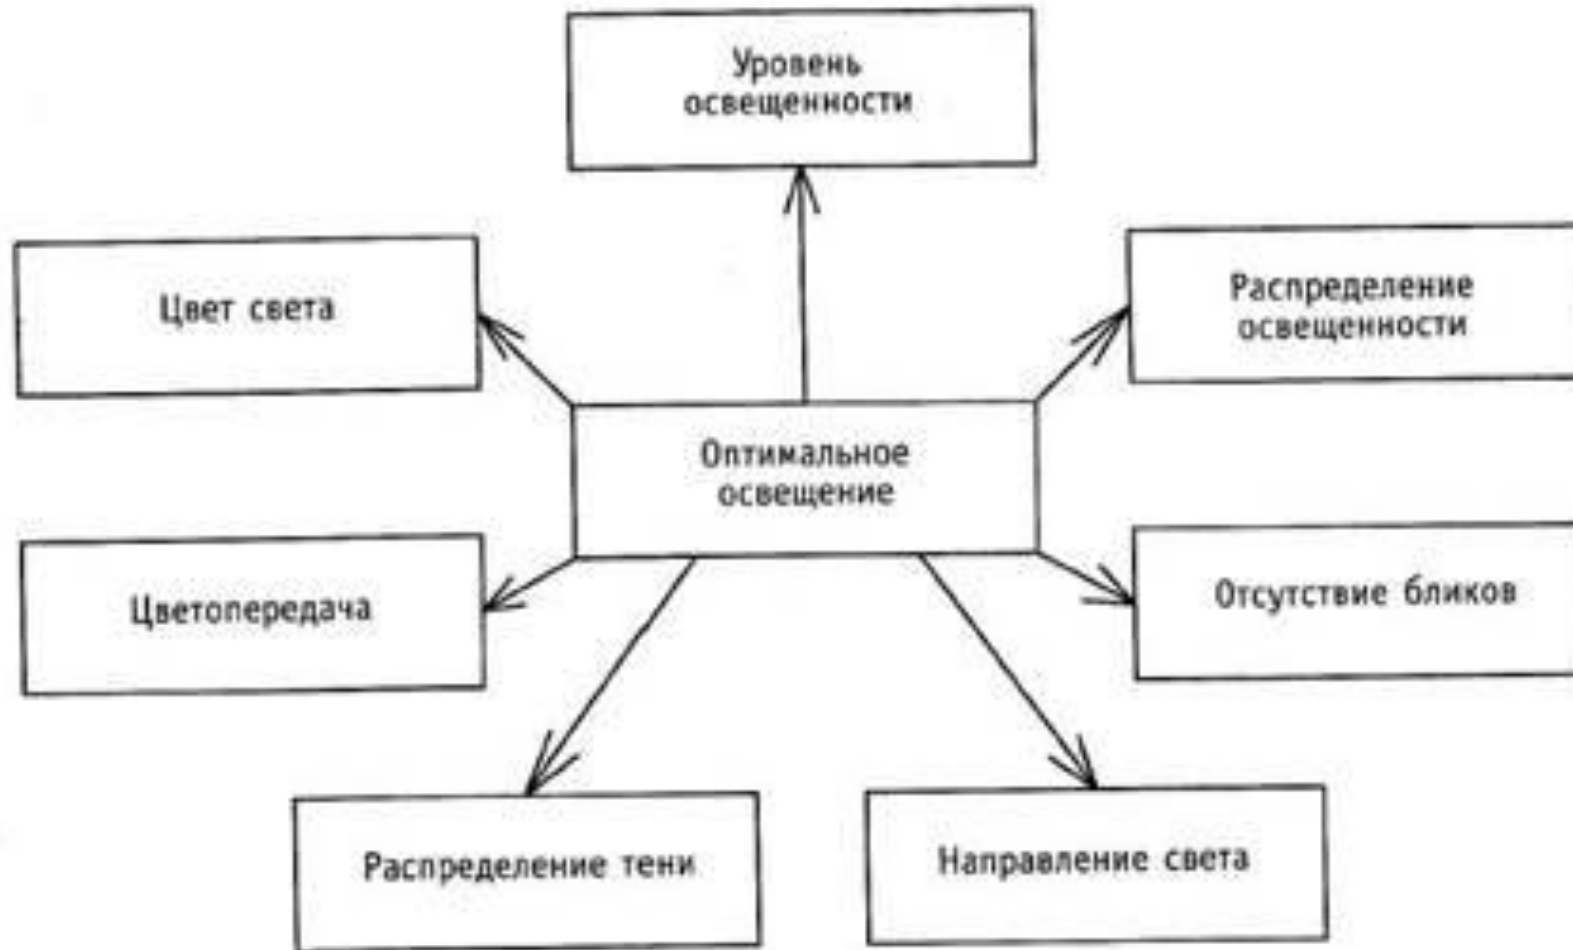 Уровень
освещенности
Цвет света
Распределение
освещенности
Оптимальное
освещение
Цветопередача
Отсутствие бликов
Распределение тени
Направление света